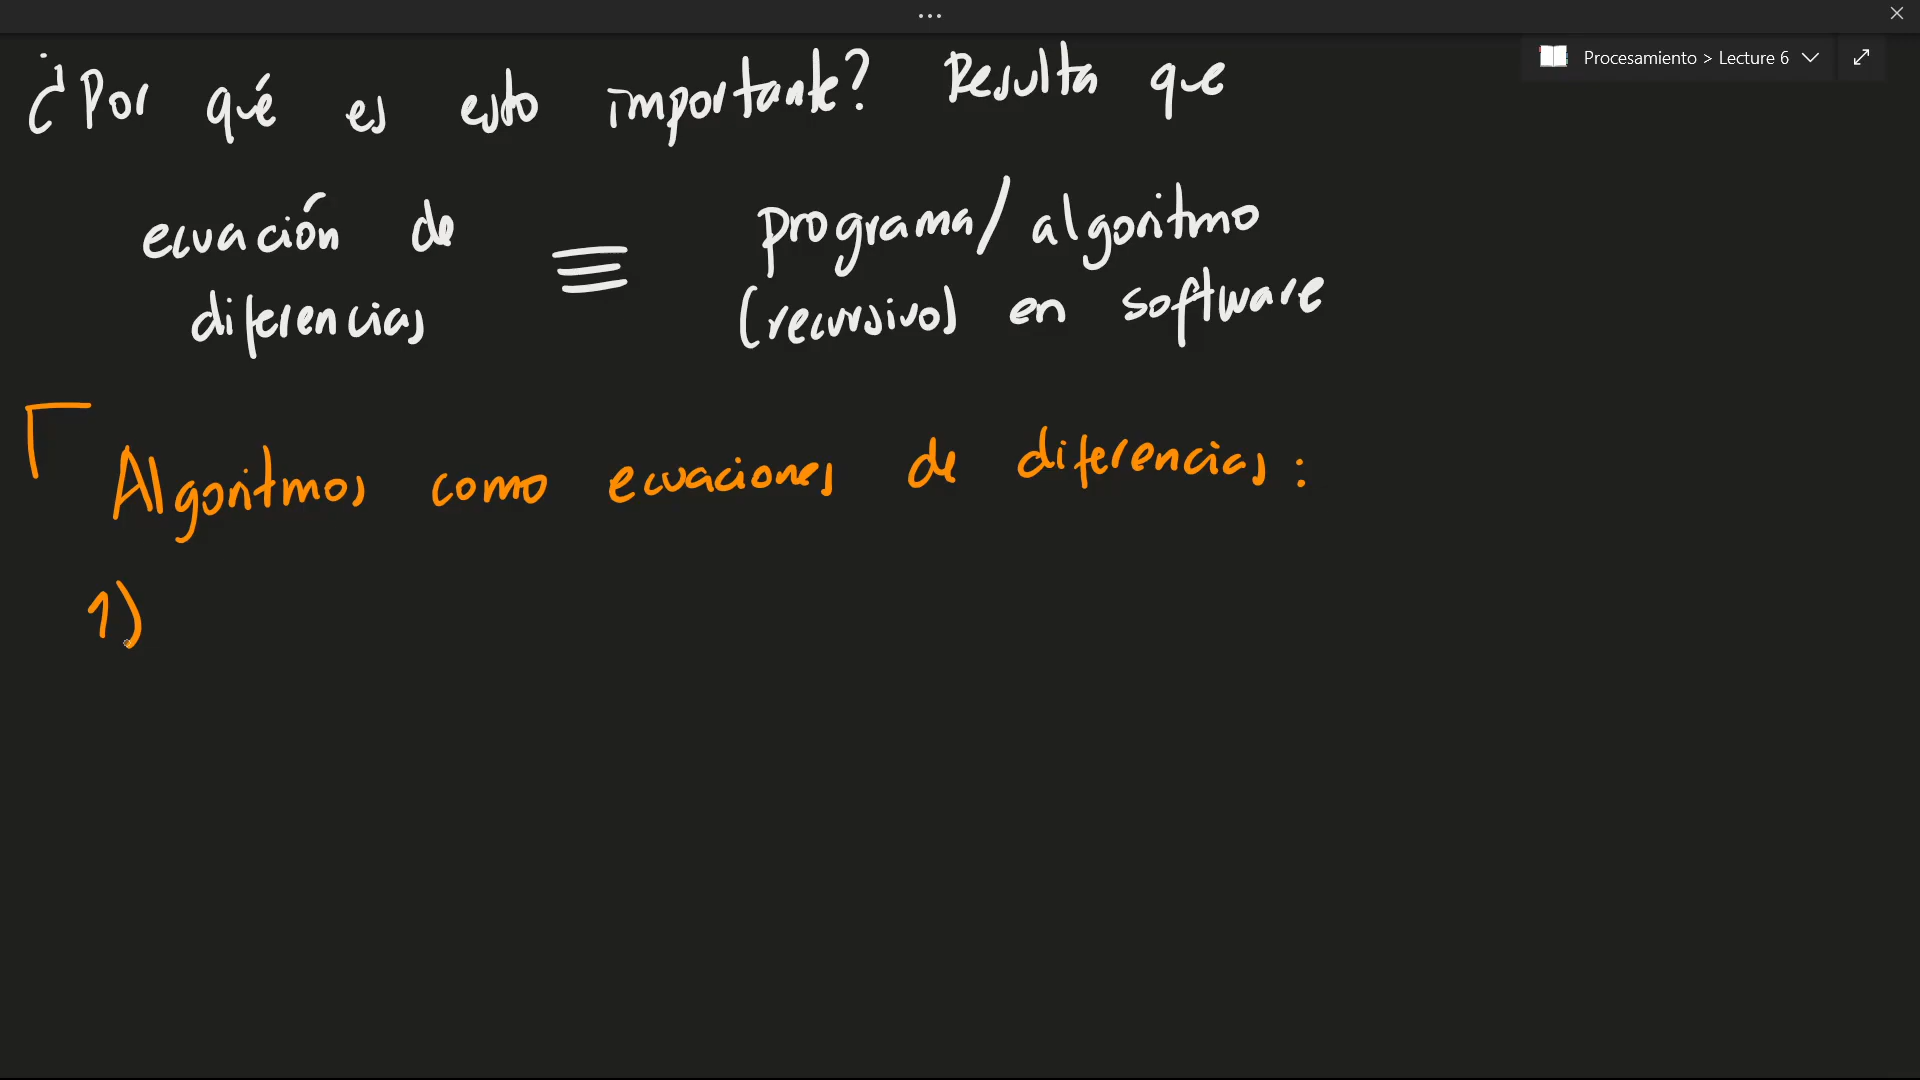 ...
Procesamiento > Lecture 6
¿Por qué es esto importante? Resulta que
ecuación de ≡ programa/algoritmo
diferencias (recursivo) en software
Algoritmos como ecuaciones de diferencias:
1)